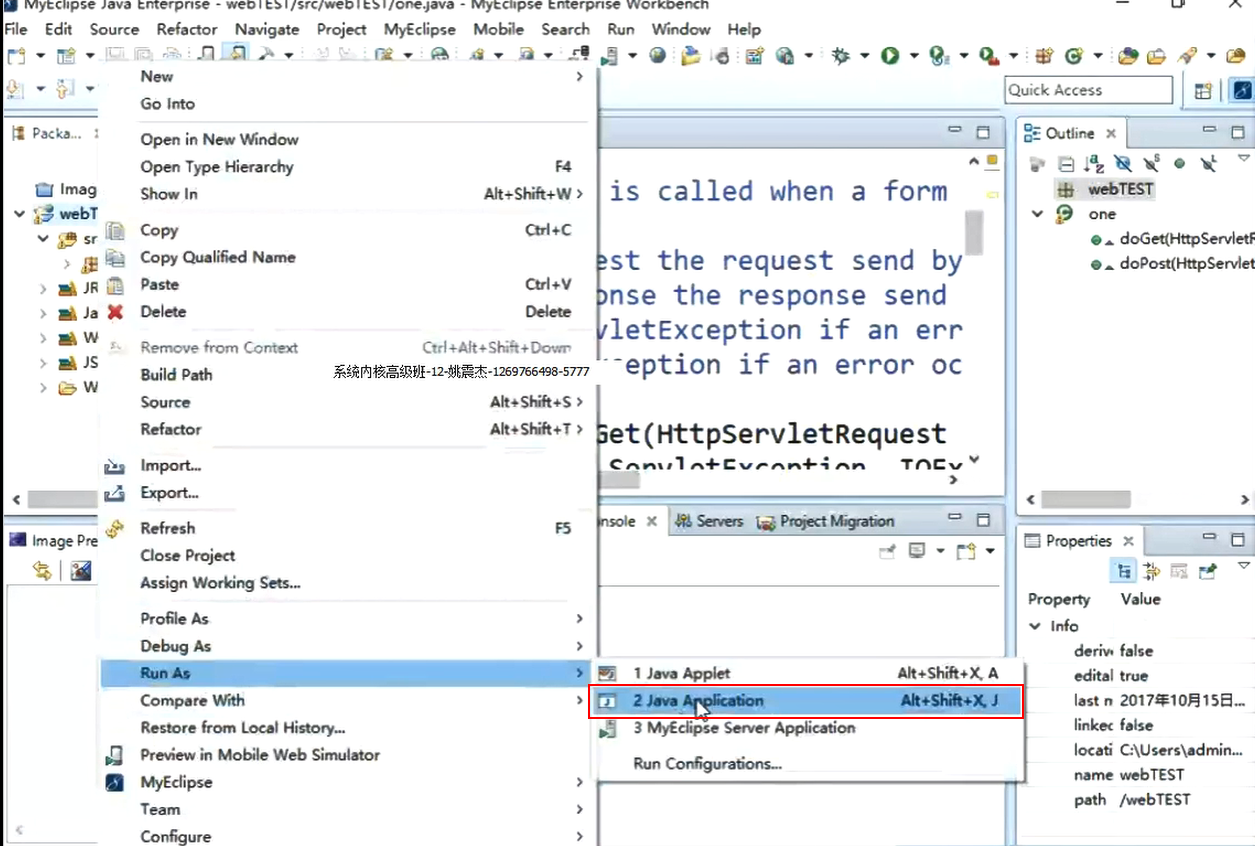 MyEclipse Java Enterprise - webTEST/src/webTEST/one.java - MyEclipse Enterprise Workbench
File Edit Source Refactor Navigate Project MyEclipse Mobile Search Run Window Help
Quick Access
Packa...
Imag
webT
sr
JR
Ja
W
JS
W
New
Go Into
Open in New Window
Open Type Hierarchy F4
Show In Alt+Shift+W >
Copy Ctrl+C
Copy Qualified Name
Paste Ctrl+V
Delete Delete
Remove from Context Ctrl+Alt+Shift+Down
Build Path
系统内核高级班-12-姚震杰-1269766498-5777
Source Alt+Shift+S >
Refactor Alt+Shift+T >
Import...
Export...
Refresh F5
Close Project
Assign Working Sets...
Profile As >
Debug As >
Run As >
Compare With >
Restore from Local History...
Preview in Mobile Web Simulator
MyEclipse >
Team >
Configure >
1 Java Applet Alt+Shift+X, A
2 Java Application Alt+Shift+X, J
3 MyEclipse Server Application
Run Configurations...
is called when a form
est the request send by
onse the response send
vletException if an err
ception if an error oc
Get(HttpServletRequest
ServletException, IOEx
nsole Servers Project Migration
Image Pre
Outline
webTEST
one
doGet(HttpServletR
doPost(HttpServlet
Properties
Property Value
Info
deriv false
edital true
last n 2017年10月15日...
linkec false
locati C:\Users\admin...
name webTEST
path /webTEST